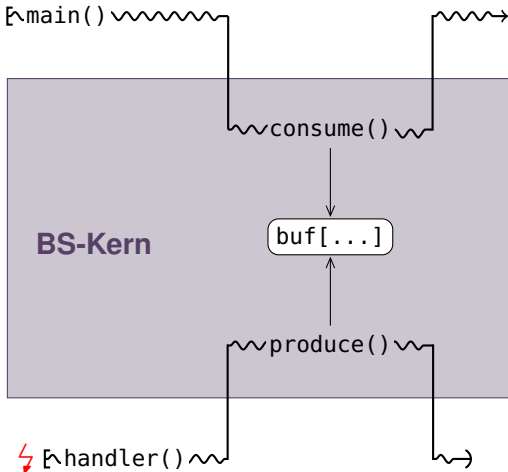 main()
consume()
BS-Kern
buf[...]
produce()
handler()